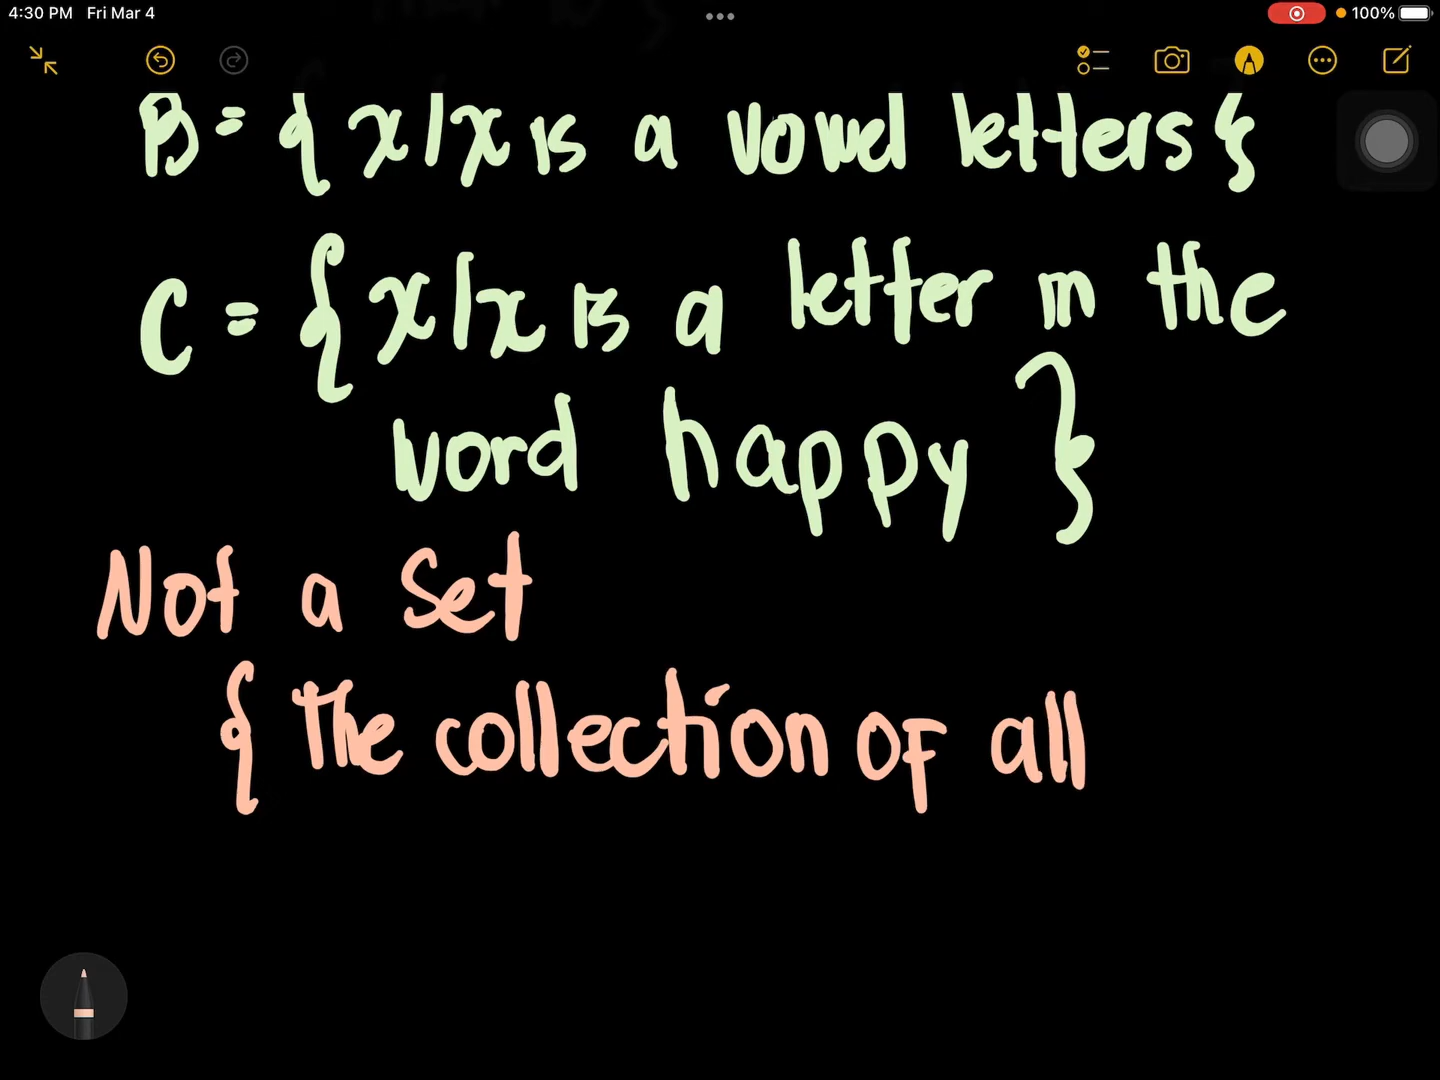 4:30 PM Fri Mar 4
100%
B = { x / x is a vowel letters }
C = { x / x is a letter in the
word happy }
Not a set
{ The collection of all